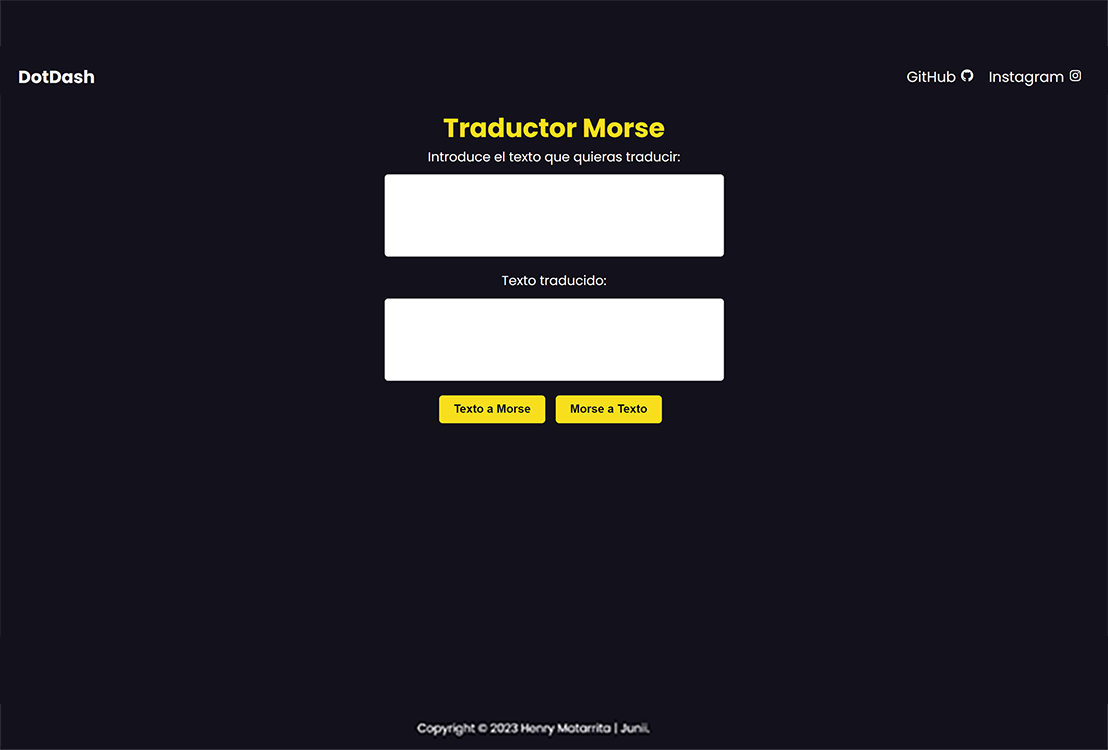 DotDash
GitHub
Instagram
Traductor Morse
Introduce el texto que quieras traducir:
Texto traducido:
Texto a Morse
Morse a Texto
Copyright © 2023 Henry Matarrita | Junii.